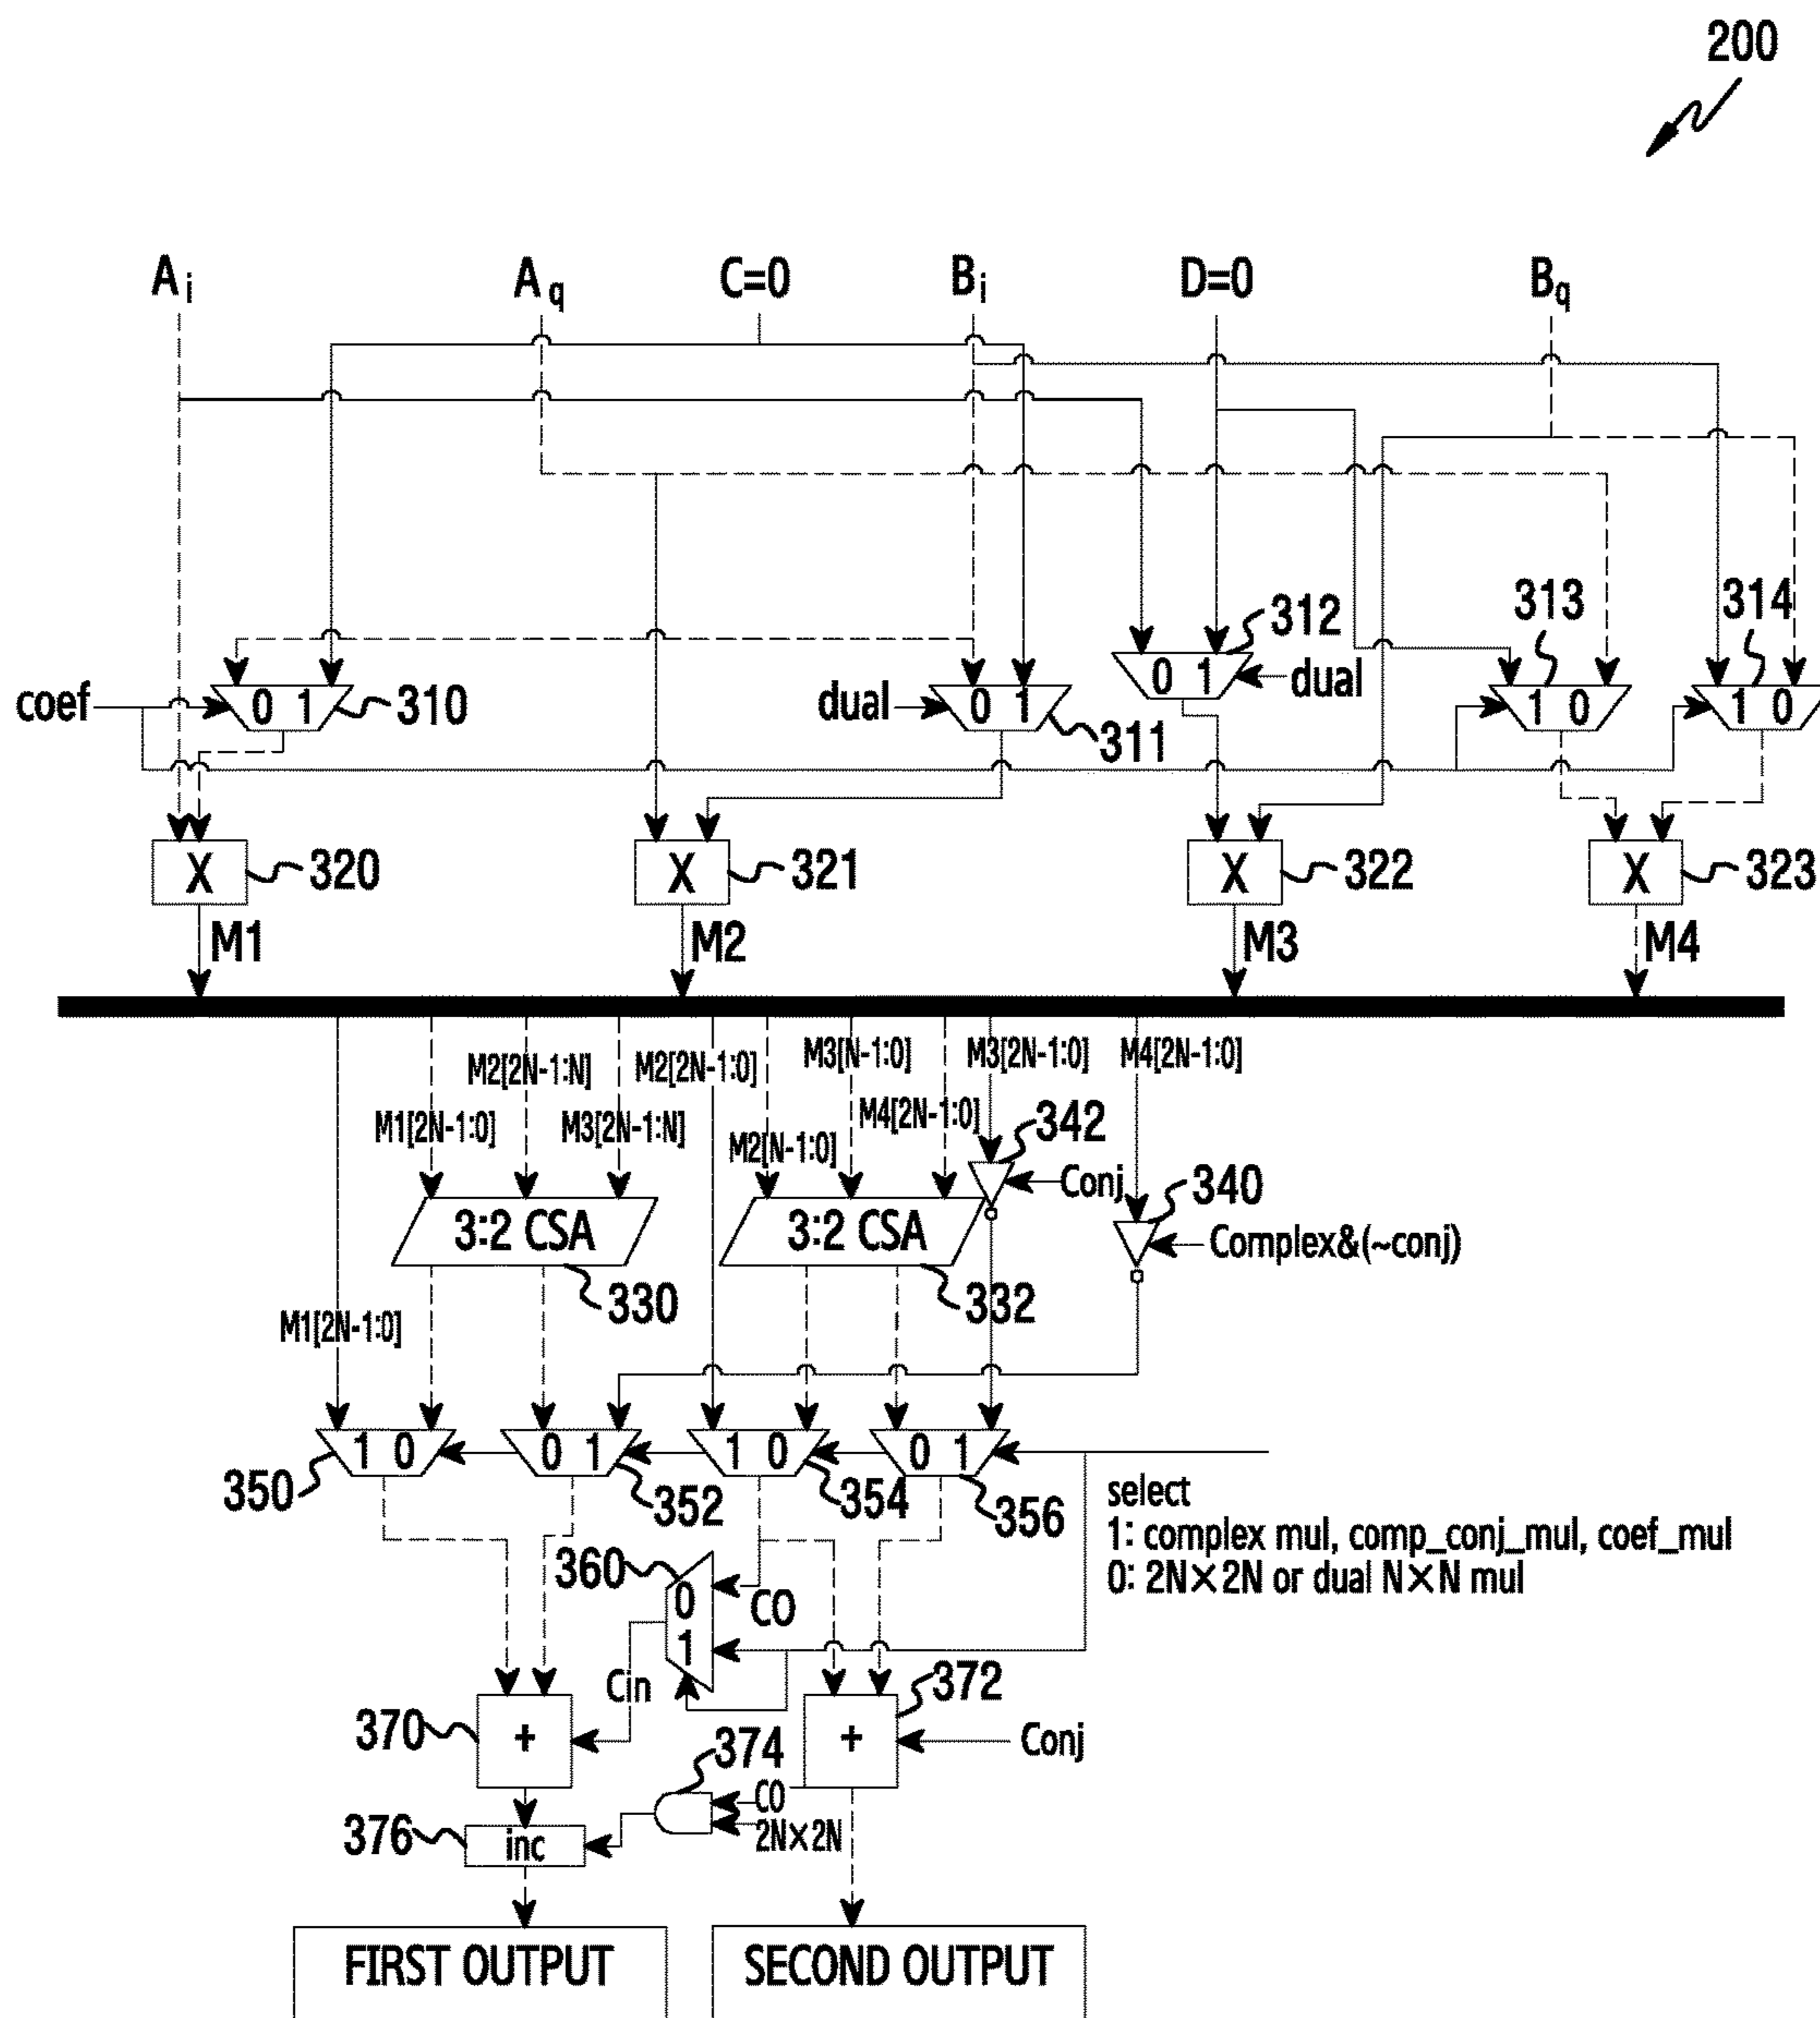 200
A i
A q
C=0
B i
D=0
B q
312
313
314
coef
0 1
310
dual
0 1
311
0 1
dual
1 0
1 0
X
320
X
321
X
322
X
323
M1
M2
M3
M4
M2[2N-1:N]
M2[2N-1:0]
M3[N-1:0]
M3[2N-1:0]
M4[2N-1:0]
M1[2N-1:0]
M3[2N-1:N]
M2[N-1:0]
M4[2N-1:0]
342
Conj
340
3:2 CSA
330
3:2 CSA
332
Complex&(~conj)
M1[2N-1:0]
1 0
350
0 1
352
1 0
354
0 1
356
select
1: complex mul, comp_conj_mul, coef_mul
0: 2N×2N or dual N×N mul
360
0
1
CO
Cin
370
+
372
+
Conj
374
CO
2N×2N
376
inc
FIRST OUTPUT
SECOND OUTPUT